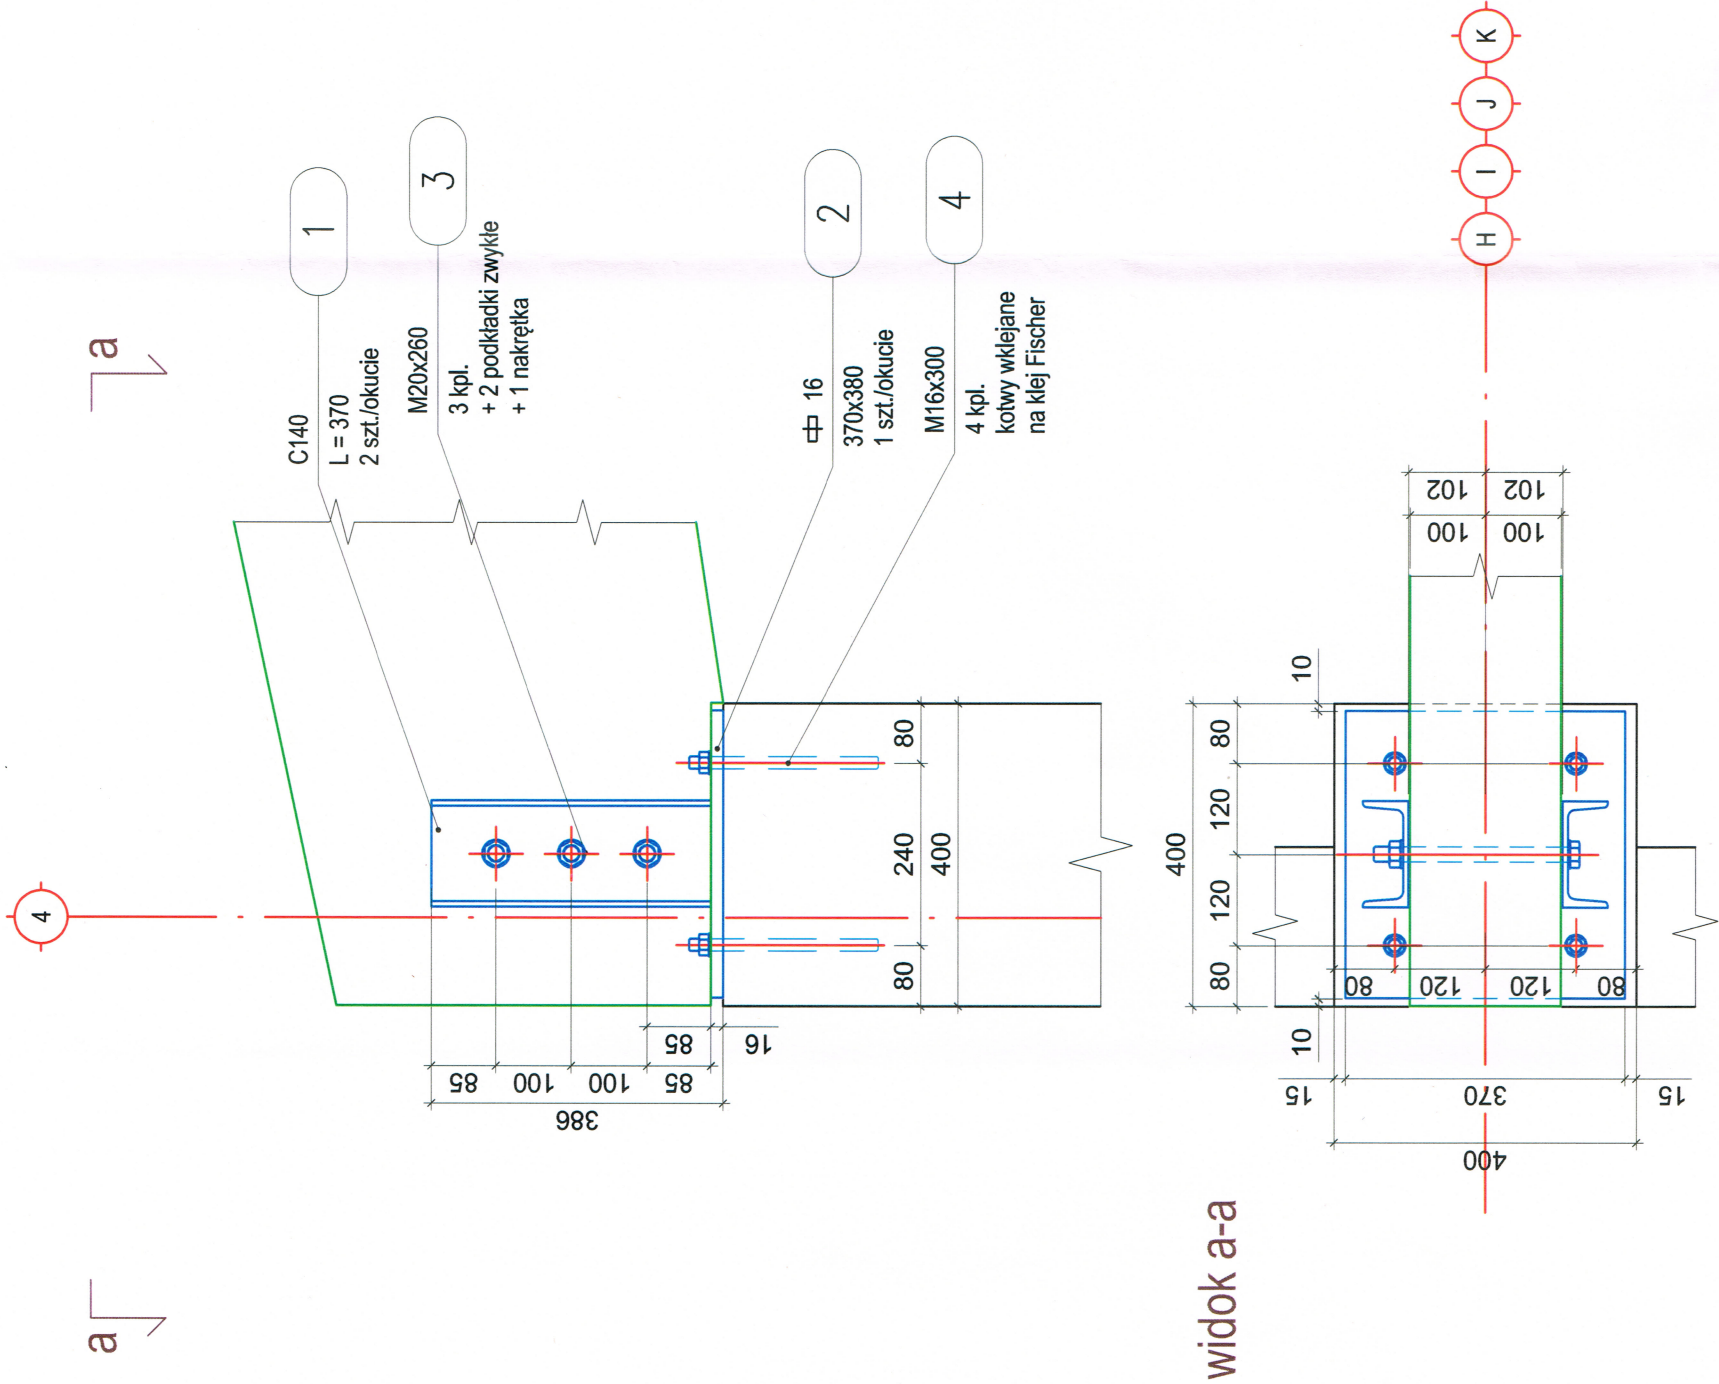 a
a
4
1
C140
L = 370
2 szt./okucie
3
M20x260
3 kpl.
+ 2 podkładki zwykłe
+ 1 nakrętka
2
16
370x380
1 szt./okucie
4
M16x300
4 kpl.
kotwy wklejane
na klej Fischer
85
100
100
85
85
16
386
80
240
80
400
widok a-a
400
80
120
120
80
10
10
15
370
15
400
80
120
120
80
100
100
102
102
H
I
J
K